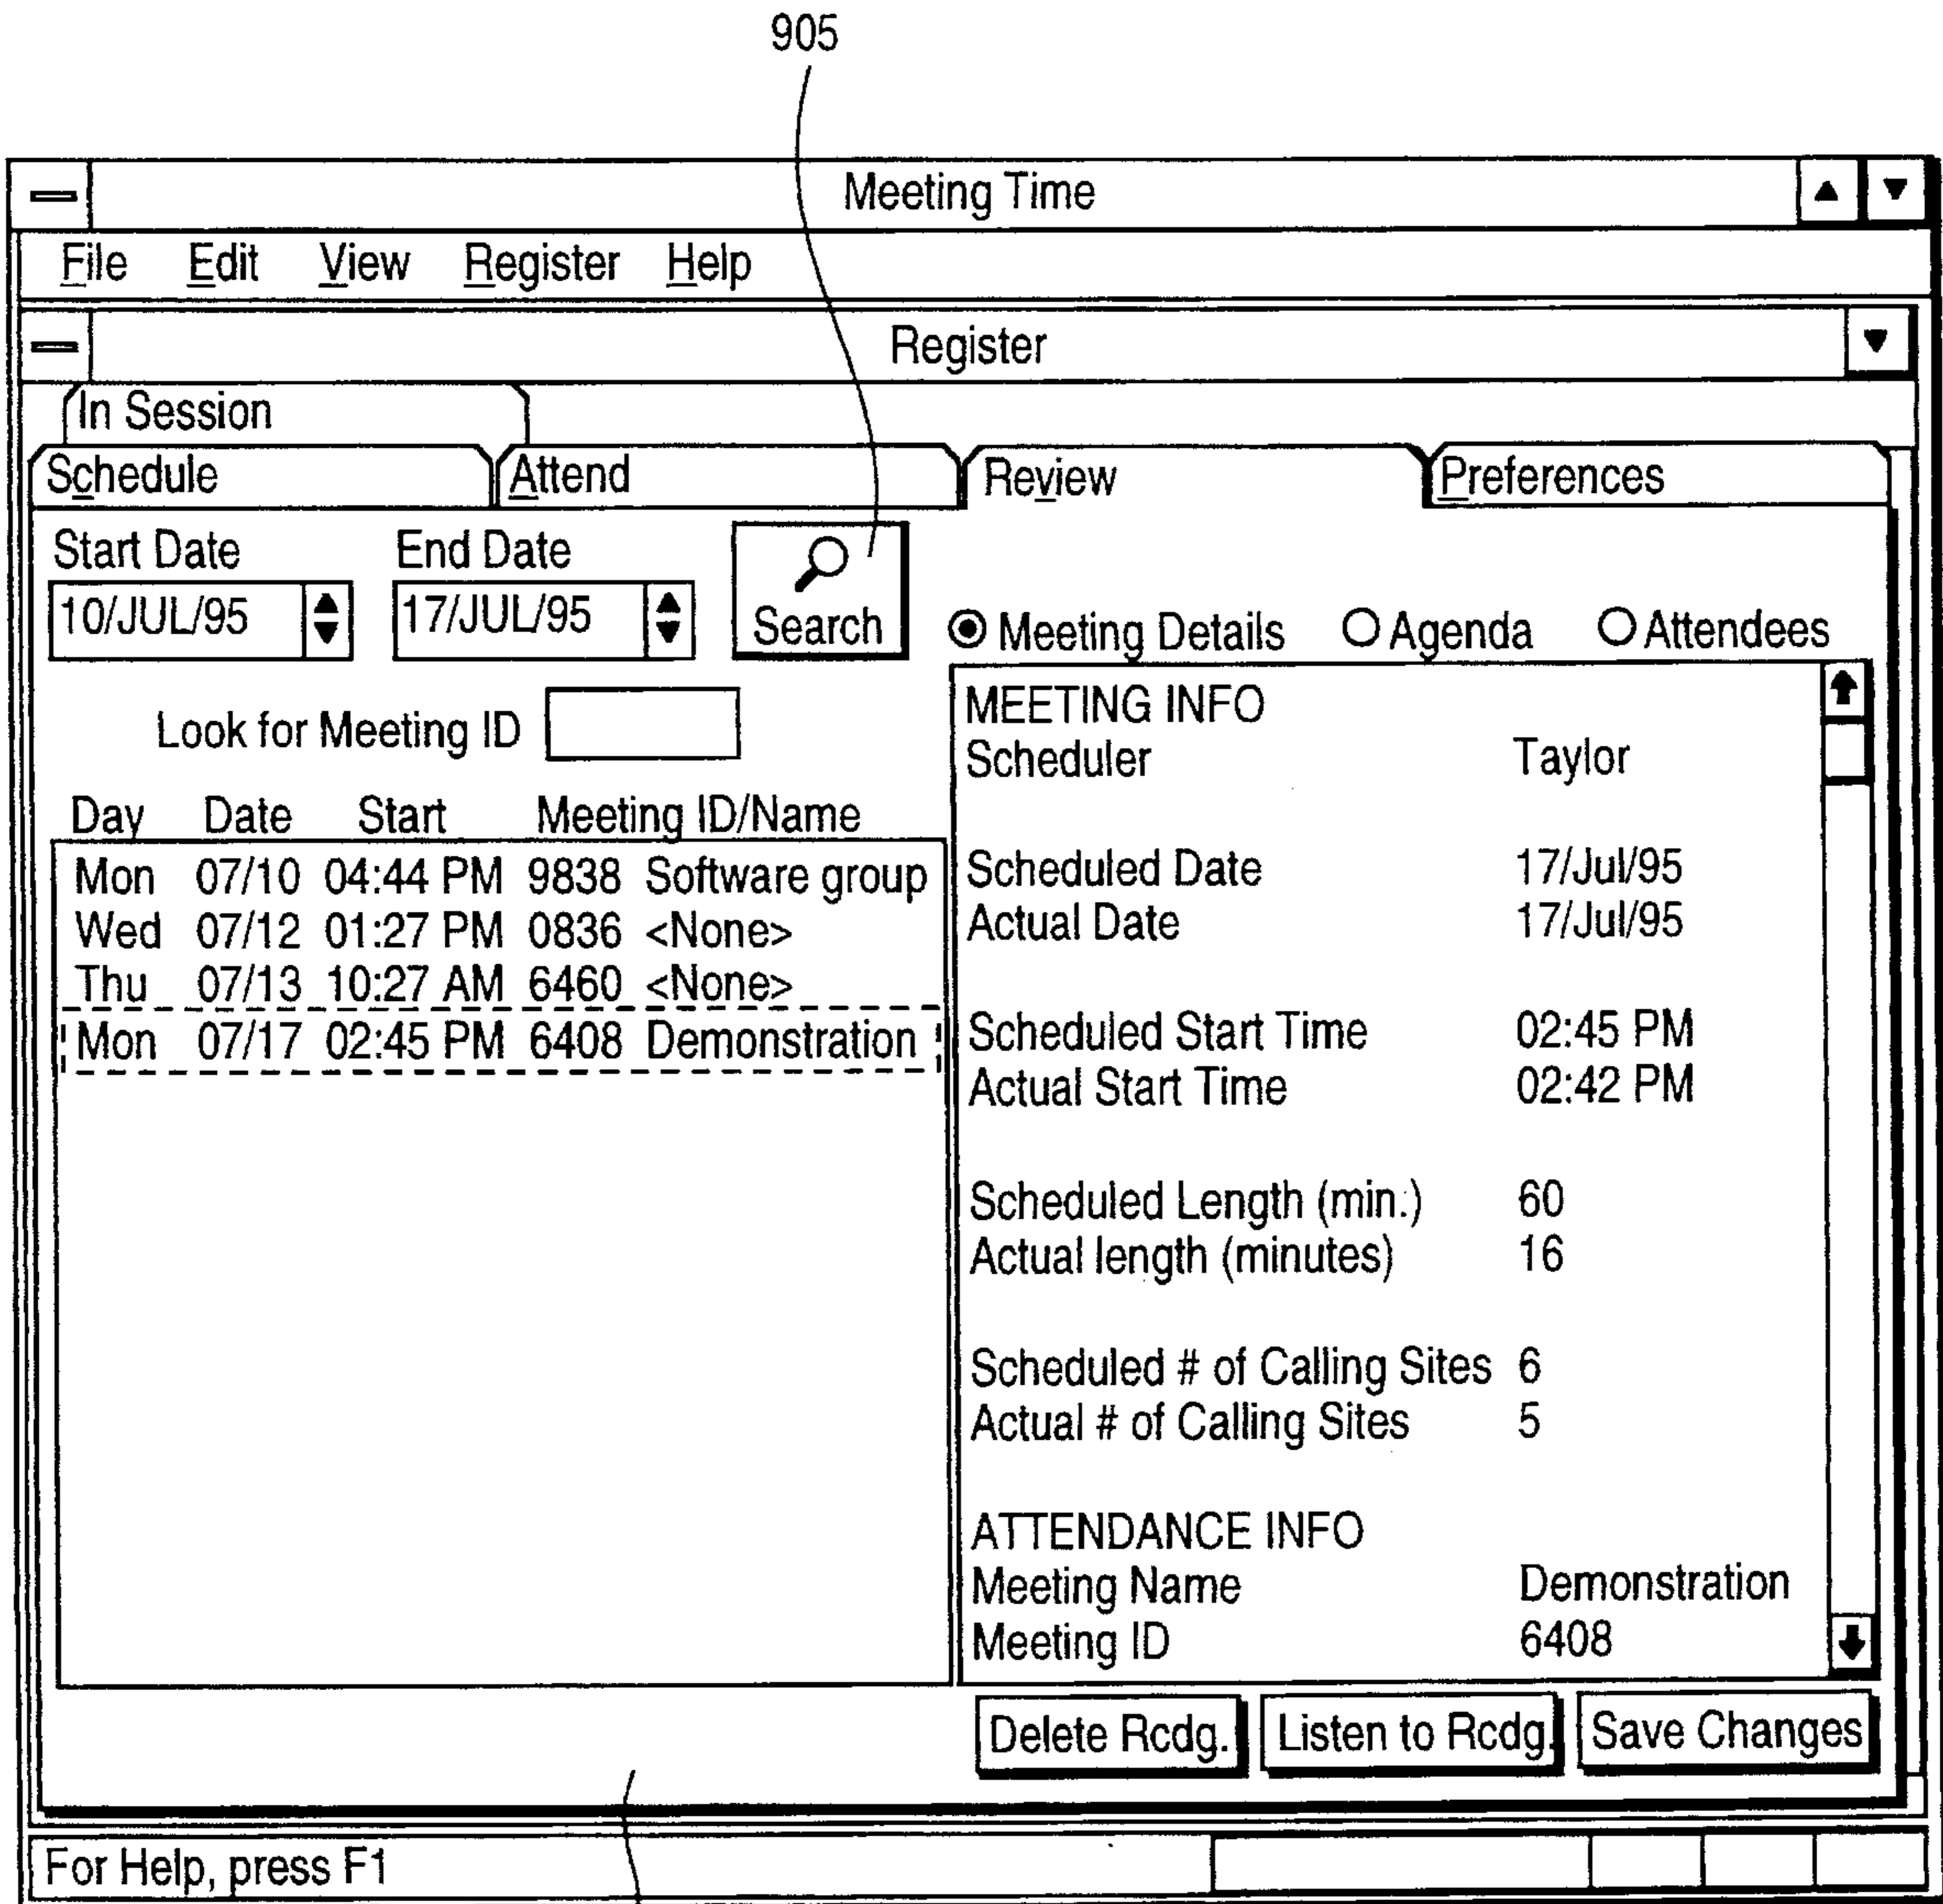 905
Meeting Time
File Edit View Register Help
Register
In Session
Schedule Attend Review Preferences
Start Date End Date
10/JUL/95 17/JUL/95 Search
Meeting Details Agenda Attendees
Look for Meeting ID
Day Date Start Meeting ID/Name
Mon 07/10 04:44 PM 9838 Software group
Wed 07/12 01:27 PM 0836 <None>
Thu 07/13 10:27 AM 6460 <None>
Mon 07/17 02:45 PM 6408 Demonstration
MEETING INFO
Scheduler Taylor
Scheduled Date 17/Jul/95
Actual Date 17/Jul/95
Scheduled Start Time 02:45 PM
Actual Start Time 02:42 PM
Scheduled Length (min.) 60
Actual length (minutes) 16
Scheduled # of Calling Sites 6
Actual # of Calling Sites 5
ATTENDANCE INFO
Meeting Name Demonstration
Meeting ID 6408
Delete Rcdg. Listen to Rcdg. Save Changes
For Help, press F1